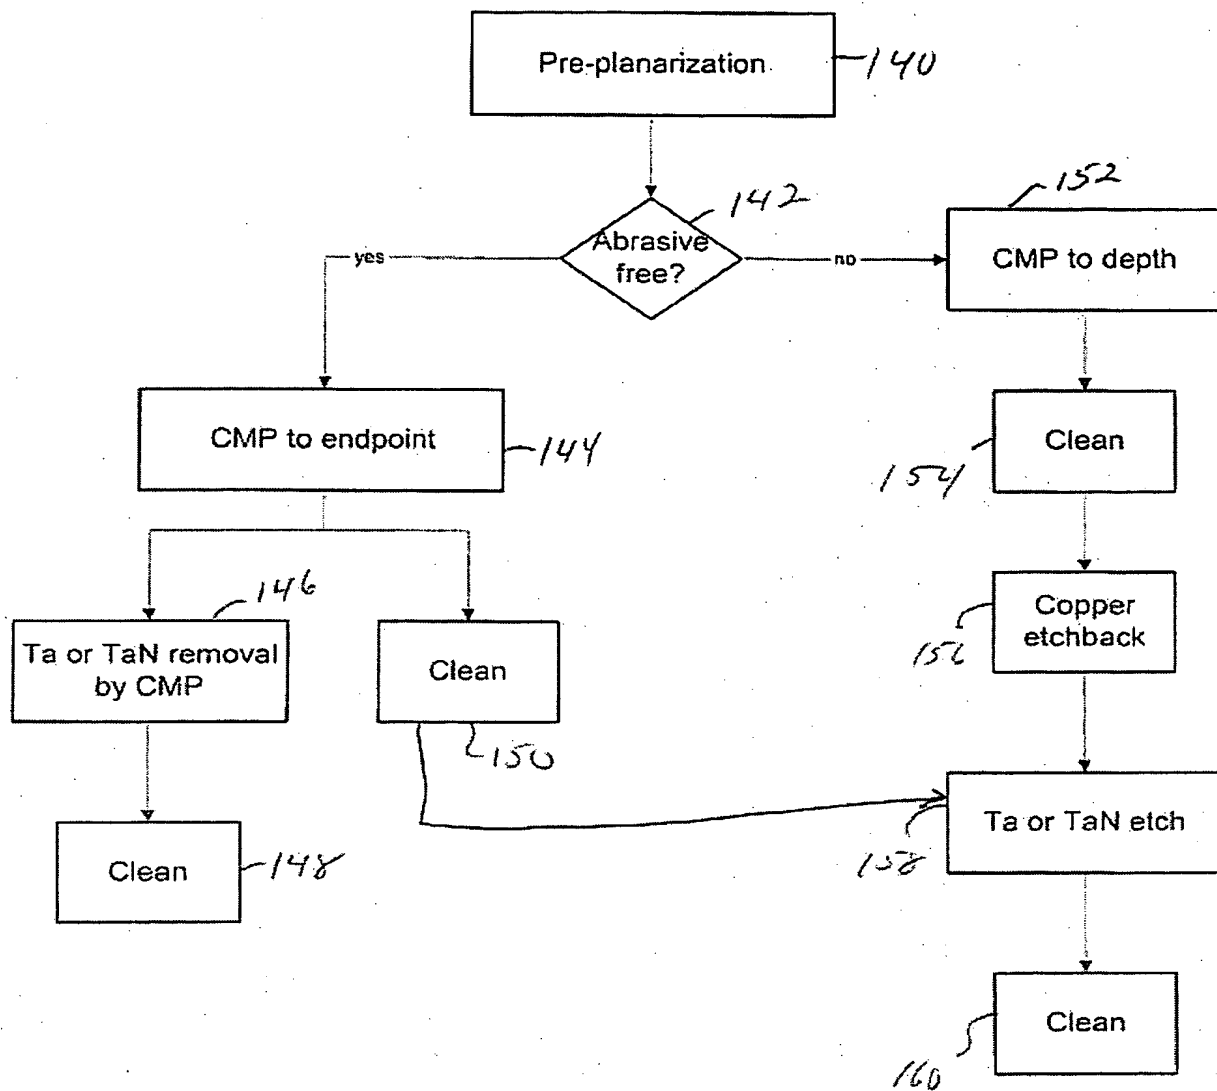 Pre-planarization
140
142
152
Abrasive
free?
yes
no
CMP to depth
CMP to endpoint
144
Clean
154
146
Copper
etchback
156
Ta or TaN removal
by CMP
Clean
150
Ta or TaN etch
158
Clean
148
Clean
160